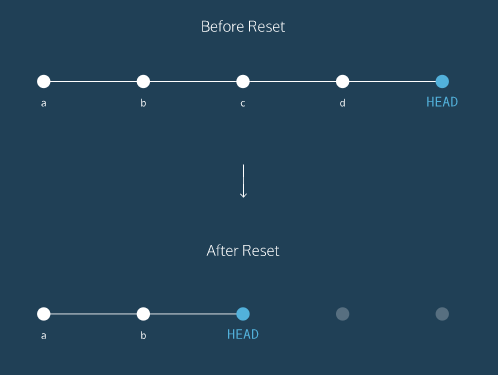 Before Reset
a b c d HEAD
After Reset
a b HEAD